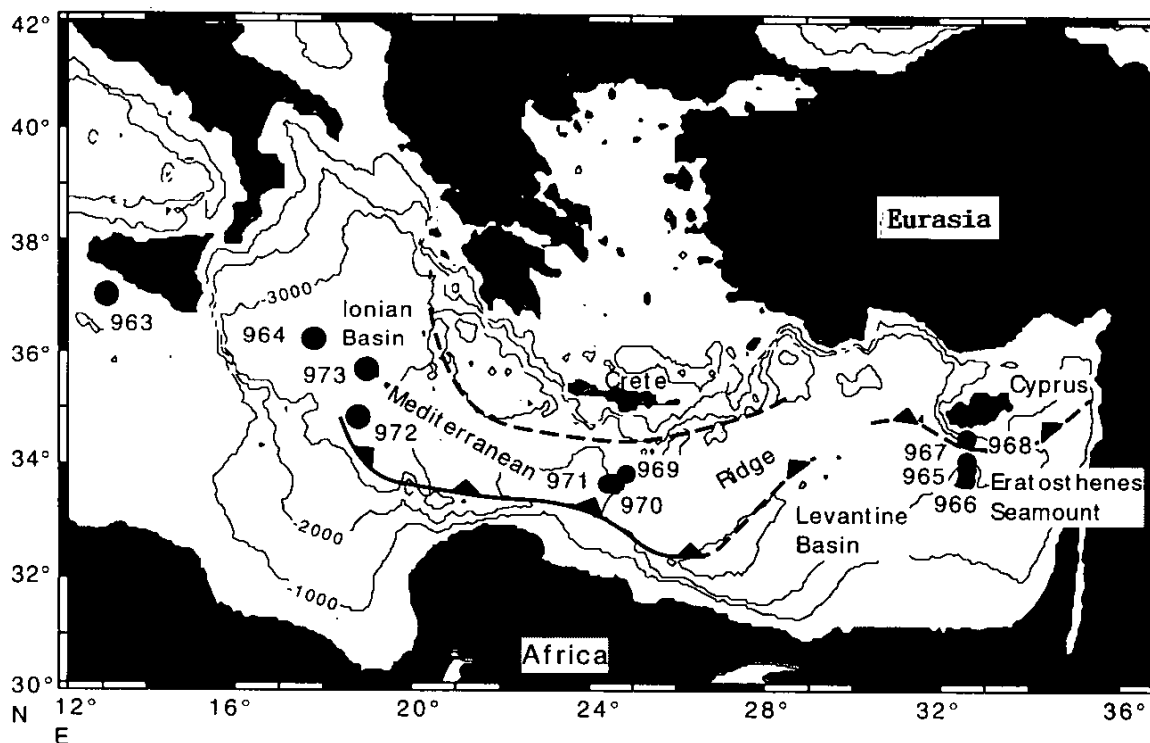 42°
40°
38°
36°
34°
32°
30°
N
E
12°
16°
20°
24°
28°
32°
36°
Eurasia
Africa
-3000
-2000
-1000
Ionian
Basin
Crete
Cyprus
Mediterranean
Ridge
Levantine
Basin
Eratosthenes
Seamount
963
964
973
972
971
969
970
967
968
965
966